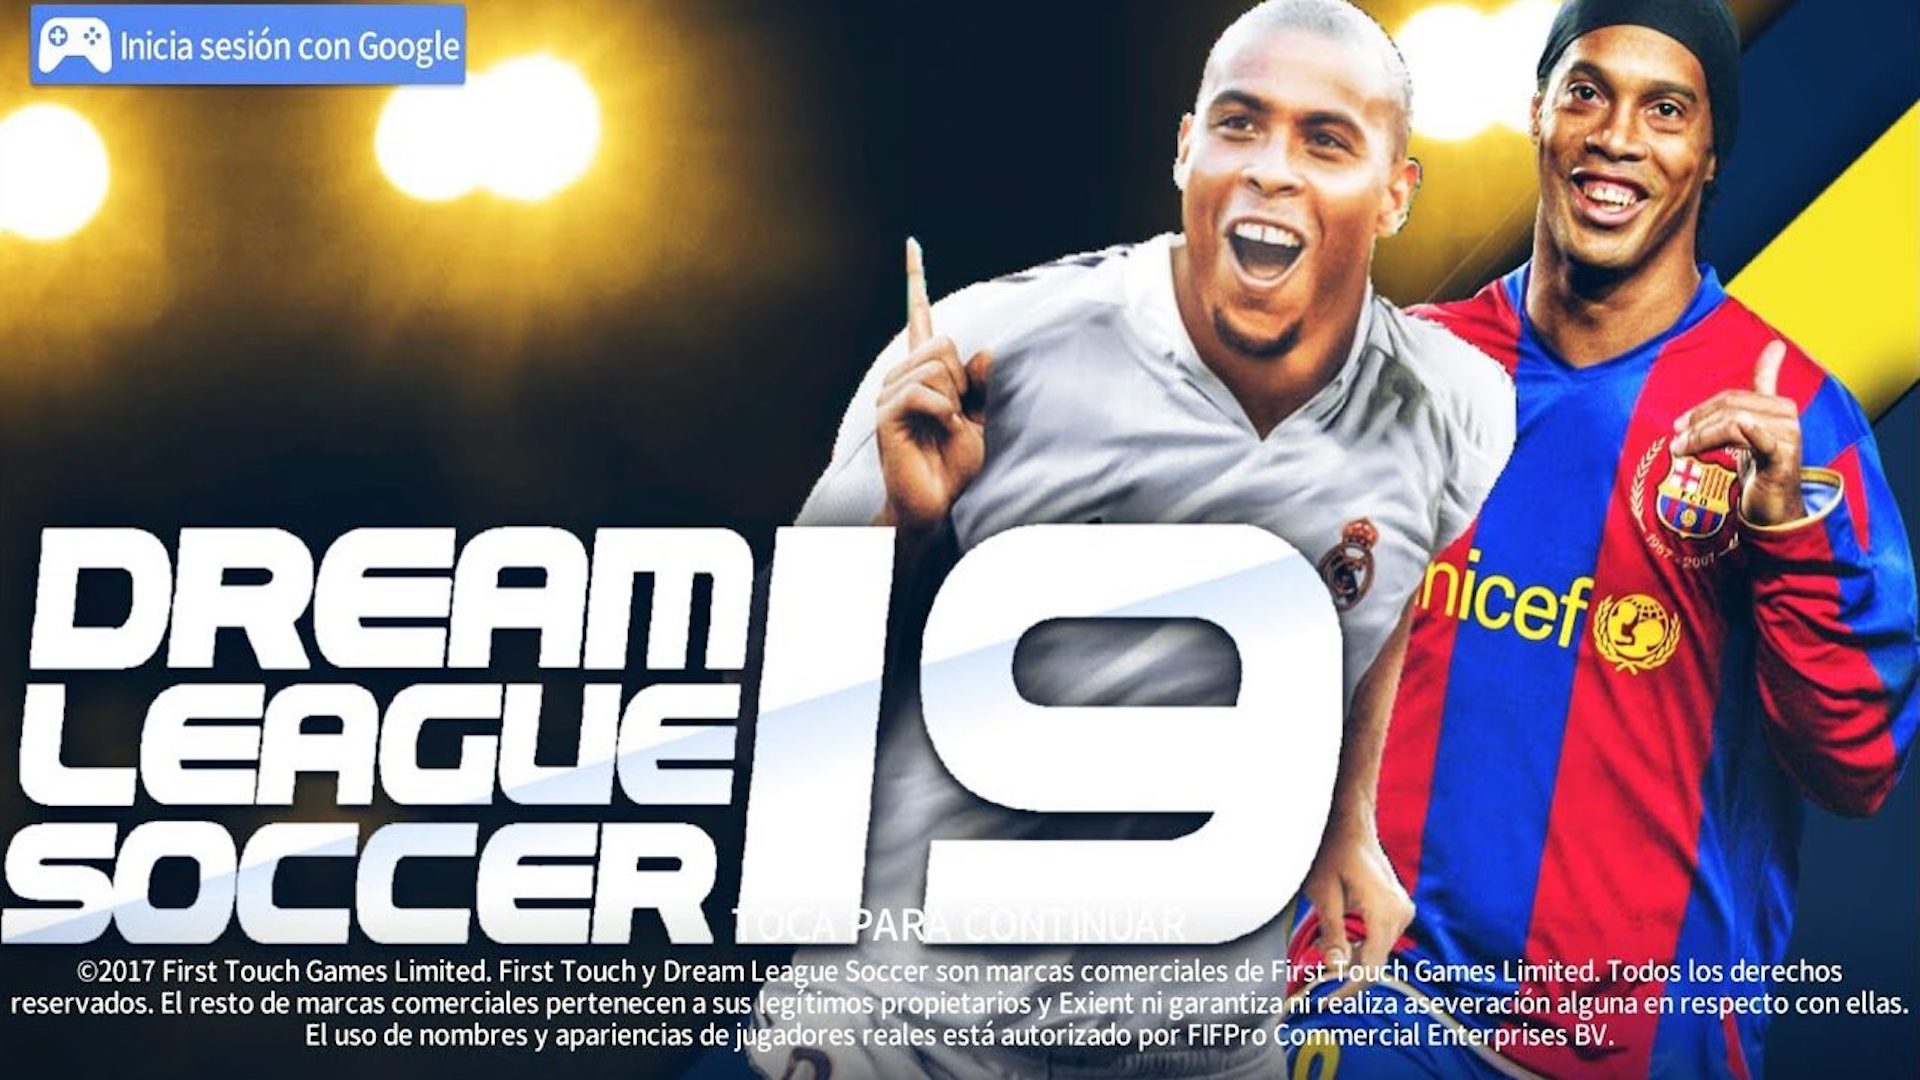 Inicia sesión con Google
DREAM
LEAGUE
SOCCER
19
nicef
1957 - 2007
TOCA PARA CONTINUAR
©2017 First Touch Games Limited. First Touch y Dream League Soccer son marcas comerciales de First Touch Games Limited. Todos los derechos
reservados. El resto de marcas comerciales pertenecen a sus legítimos propietarios y Exient ni garantiza ni realiza aseveración alguna en respecto con ellas.
El uso de nombres y apariencias de jugadores reales está autorizado por FIFPro Commercial Enterprises BV.